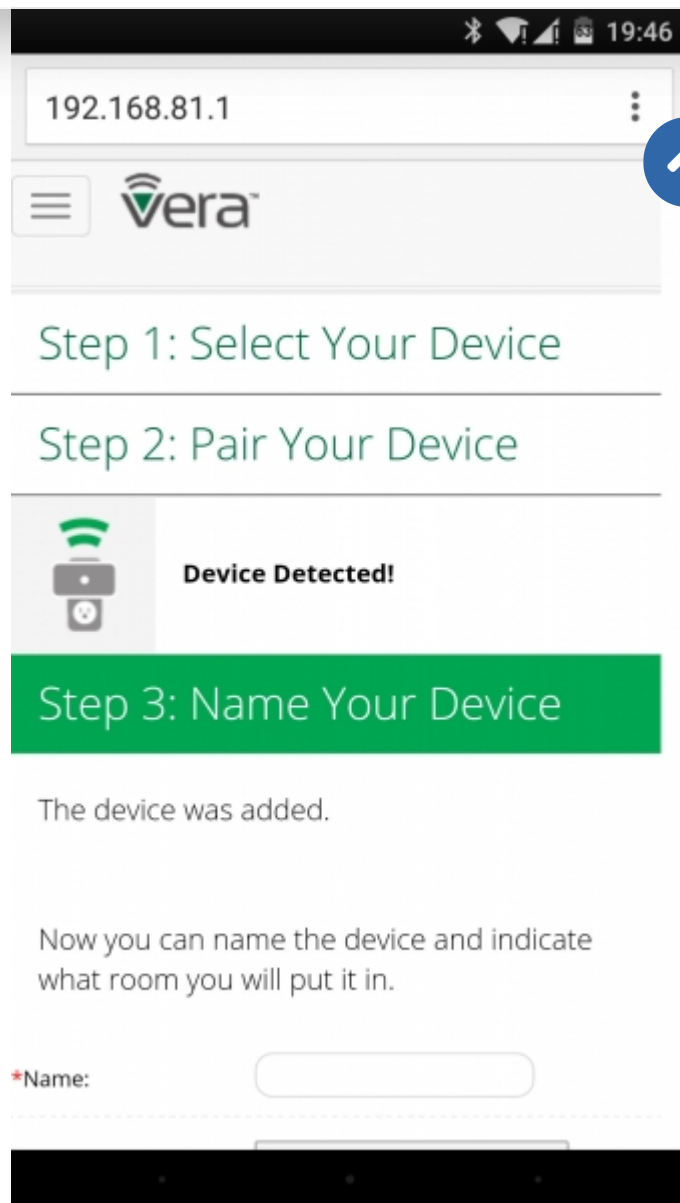 63 19:46
192.168.81.1
vera™
Step 1: Select Your Device
Step 2: Pair Your Device
Device Detected!
Step 3: Name Your Device
The device was added.
Now you can name the device and indicate
what room you will put it in.
*Name: